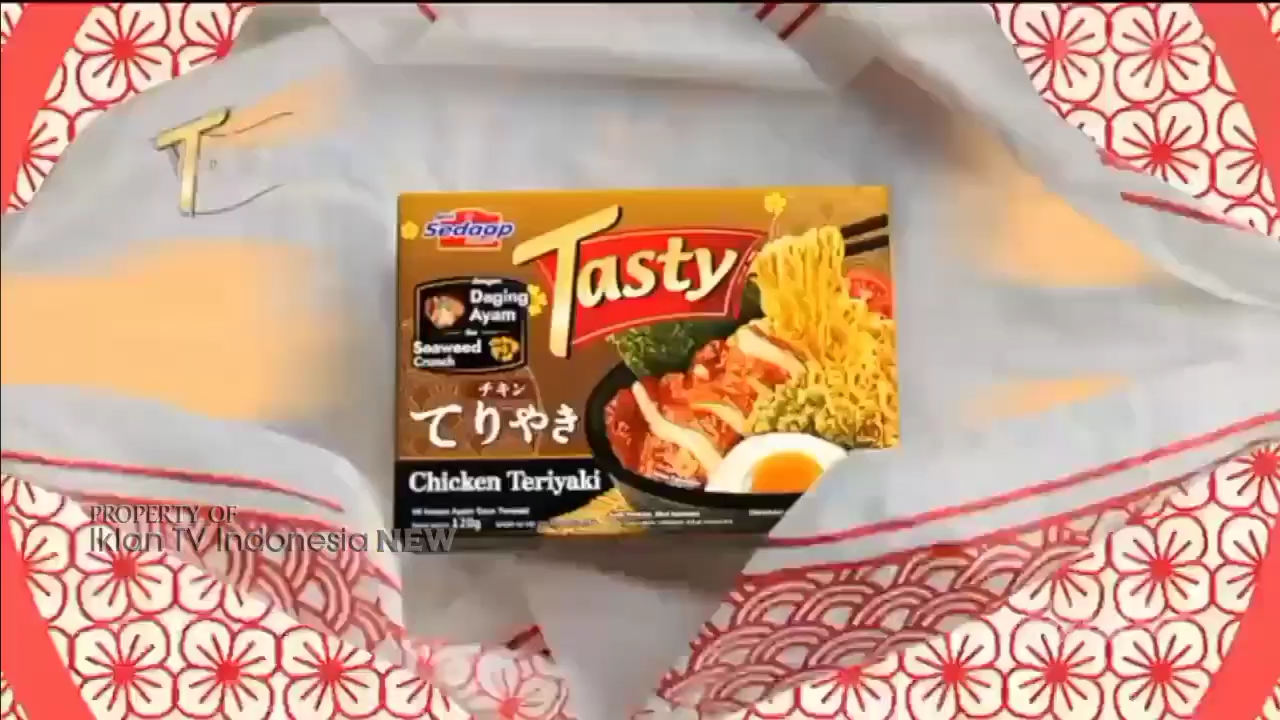 T
Sedaap
Tasty
Daging
Ayam
Seaweed
Crunch
チキン
てりやき
Chicken Teriyaki
120g
PROPERTY OF
Iklan TV Indonesia NEW